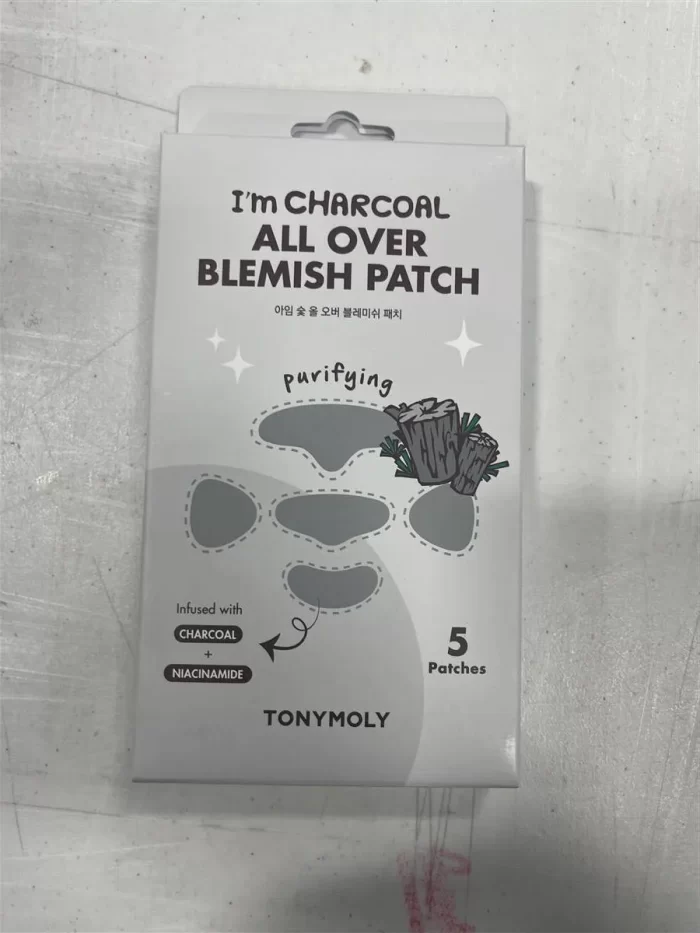 I'm CHARCOAL
ALL OVER
BLEMISH PATCH
아임 숯 올 오버 블레미쉬 패치
purifying
Infused with
CHARCOAL
+
NIACINAMIDE
5
Patches
TONYMOLY